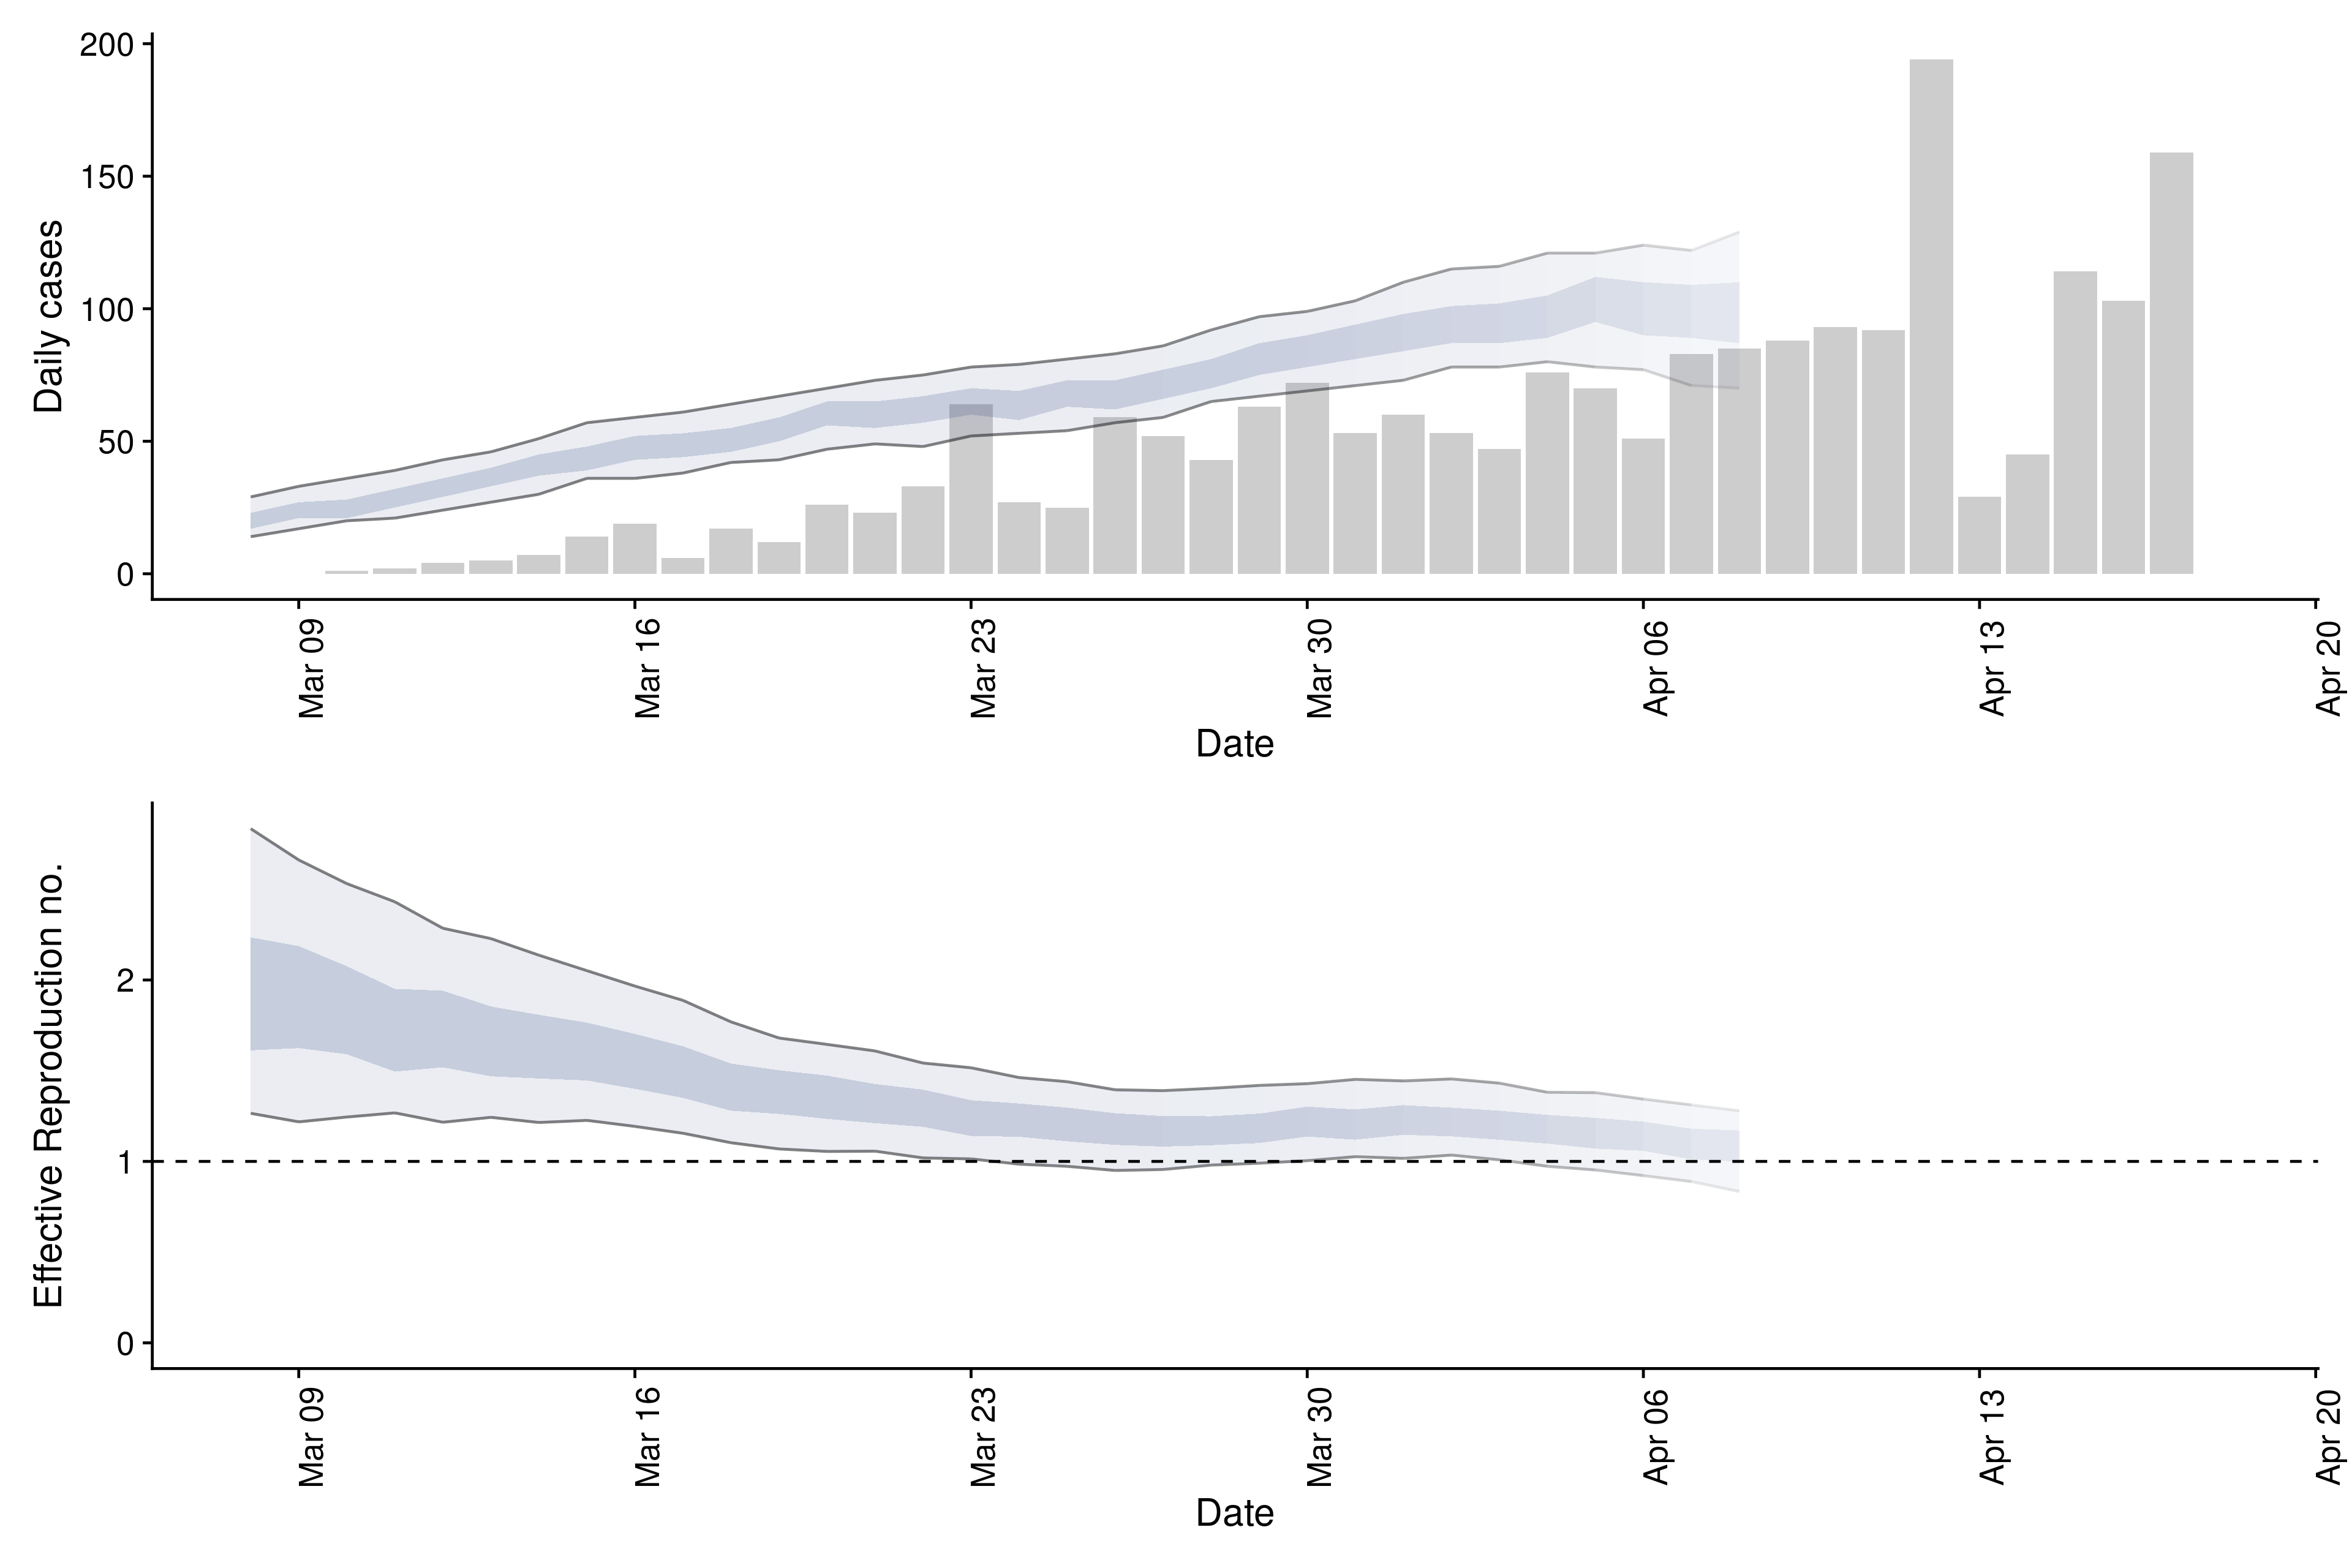 200
150
100
50
0
Daily cases
Mar 09
Mar 16
Mar 23
Mar 30
Apr 06
Apr 13
Apr 20
Date
2
1
0
Effective Reproduction no.
Mar 09
Mar 16
Mar 23
Mar 30
Apr 06
Apr 13
Apr 20
Date